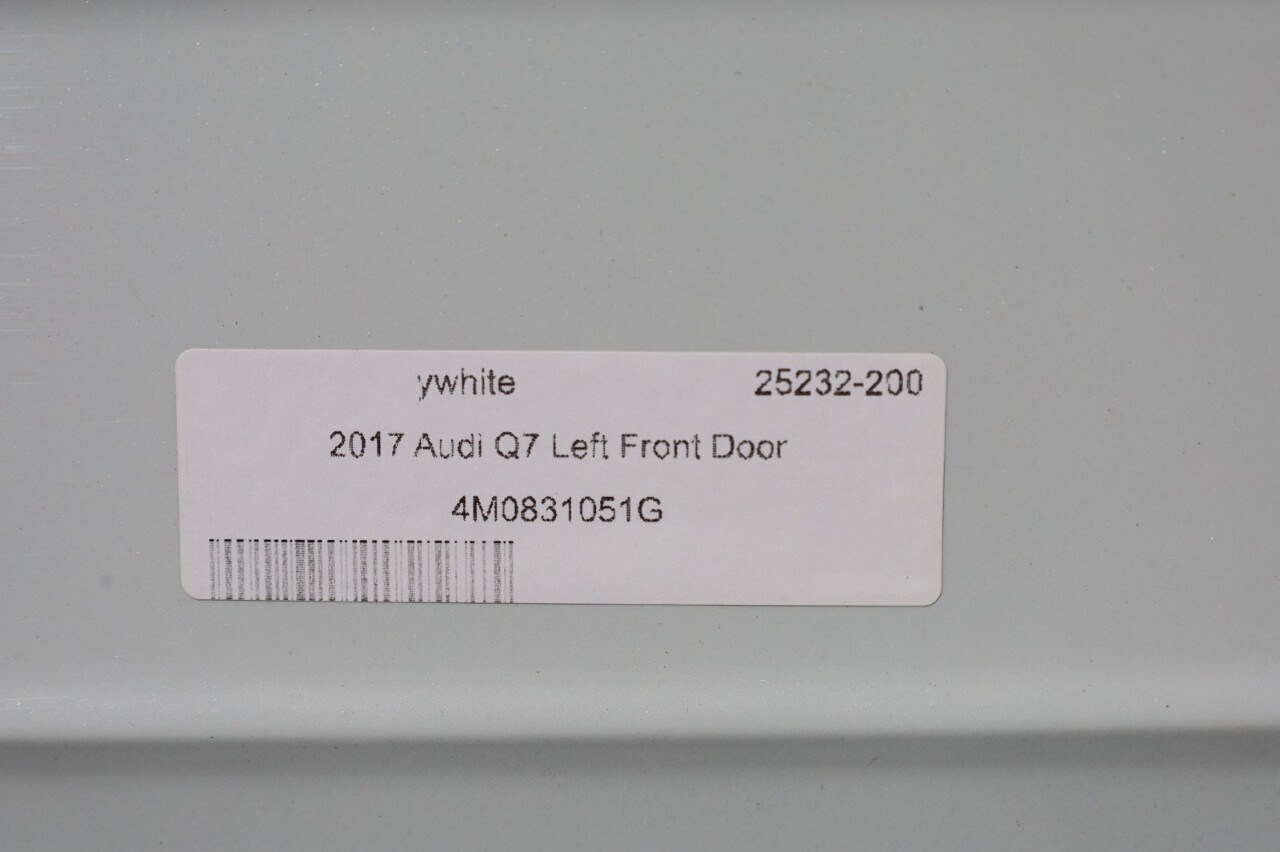 ywhite 25232-200
2017 Audi Q7 Left Front Door
4M0831051G